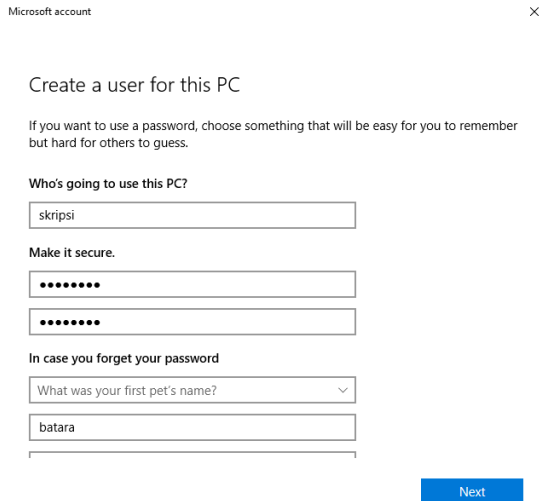 Microsoft account
Create a user for this PC
If you want to use a password, choose something that will be easy for you to remember
but hard for others to guess.
Who's going to use this PC?
skripsi
Make it secure.
●●●●●●●●
●●●●●●●●
In case you forget your password
What was your first pet's name?
batara
Next